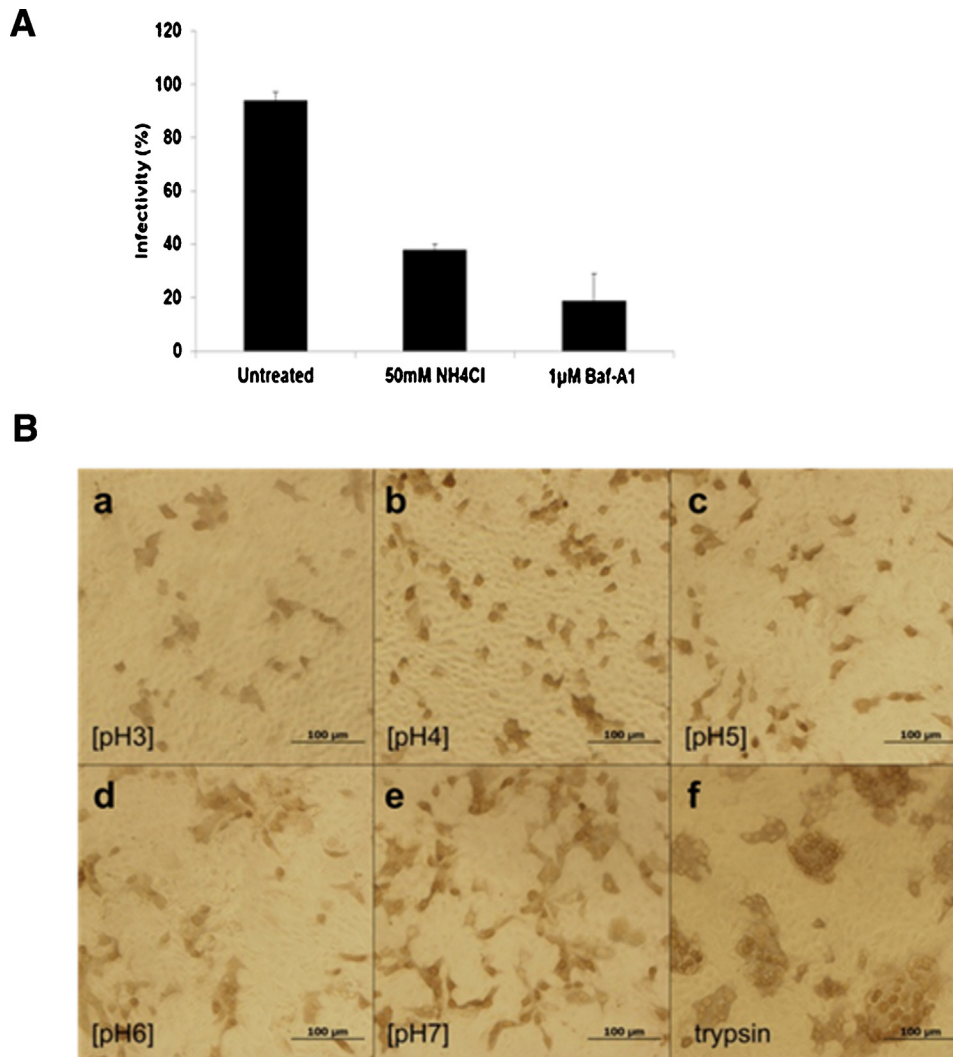 A
120
100
80
60
40
20
0
Infectivity (%)
Untreated 50mM NH4Cl 1µM Baf-A1
B
a b c
[pH3] 100 µm [pH4] 100 µm [pH5] 100 µm
d e f
[pH6] 100 µm [pH7] 100 µm trypsin 100 µm